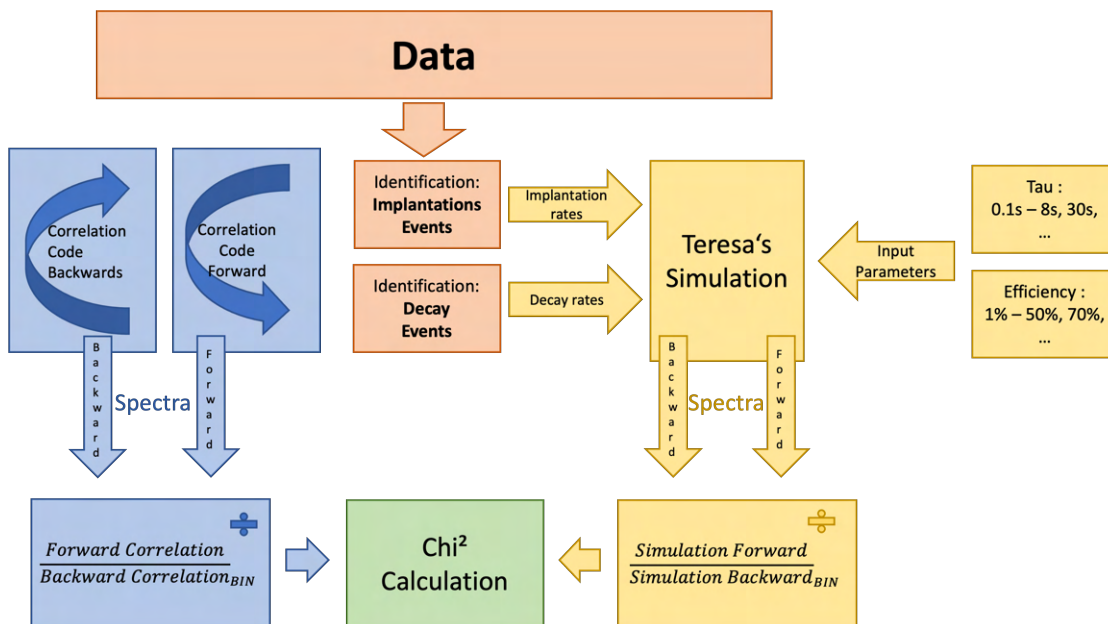 Data
Correlation
Code
Backwards
Correlation
Code
Forward
Identification:
Implantations
Events
Implantation
rates
Identification:
Decay
Events
Decay rates
Teresa‘s
Simulation
Input
Parameters
Tau :
0.1s – 8s, 30s,
...
Efficiency :
1% – 50%, 70%,
...
Backward
Spectra
Forward
Backward
Spectra
Forward
÷
Forward Correlation
Backward Correlation_BIN
Chi²
Calculation
÷
Simulation Forward
Simulation Backward_BIN